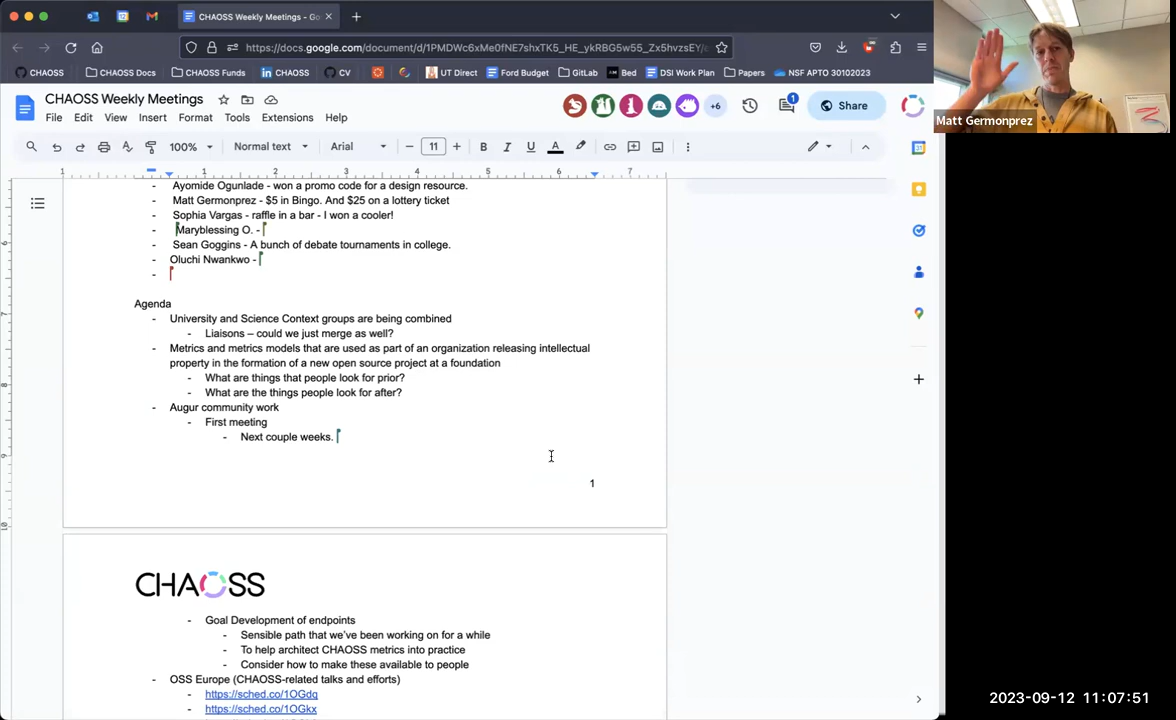 CHAOSS Weekly Meetings - Go
https://docs.google.com/document/d/1PMDWc6xMe0fNE7shxTK5_HE_ykRBG5w55_Zx5hvzsEY/
CHAOSS
CHAOSS Docs
CHAOSS Funds
CHAOSS
CV
UT Direct
Ford Budget
GitLab
Bed
DSI Work Plan
Papers
NSF APTO 30102023
Matt Germonprez
CHAOSS Weekly Meetings
File Edit View Insert Format Tools Extensions Help
+6
1
Share
100% Normal text Arial 11
1 1 2 3 4 5 6 7
- Ayomide Ogunlade - won a promo code for a design resource.
- Matt Germonprez - $5 in Bingo. And $25 on a lottery ticket
- Sophia Vargas - raffle in a bar - I won a cooler!
- Maryblessing O. -
- Sean Goggins - A bunch of debate tournaments in college.
- Oluchi Nwankwo -
-
Agenda
- University and Science Context groups are being combined
- Liaisons – could we just merge as well?
- Metrics and metrics models that are used as part of an organization releasing intellectual
property in the formation of a new open source project at a foundation
- What are things that people look for prior?
- What are the things people look for after?
- Augur community work
- First meeting
- Next couple weeks.
1
CHAOSS
- Goal Development of endpoints
- Sensible path that we've been working on for a while
- To help architect CHAOSS metrics into practice
- Consider how to make these available to people
- OSS Europe (CHAOSS-related talks and efforts)
- https://sched.co/1OGdq
- https://sched.co/1OGkx
2023-09-12 11:07:51